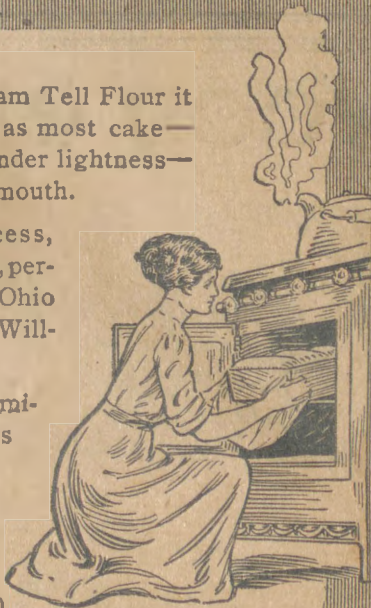 am Tell Flour it
as most cake—
nder lightness—
mouth.
cess,
, per-
Ohio
Will-
mi-
s